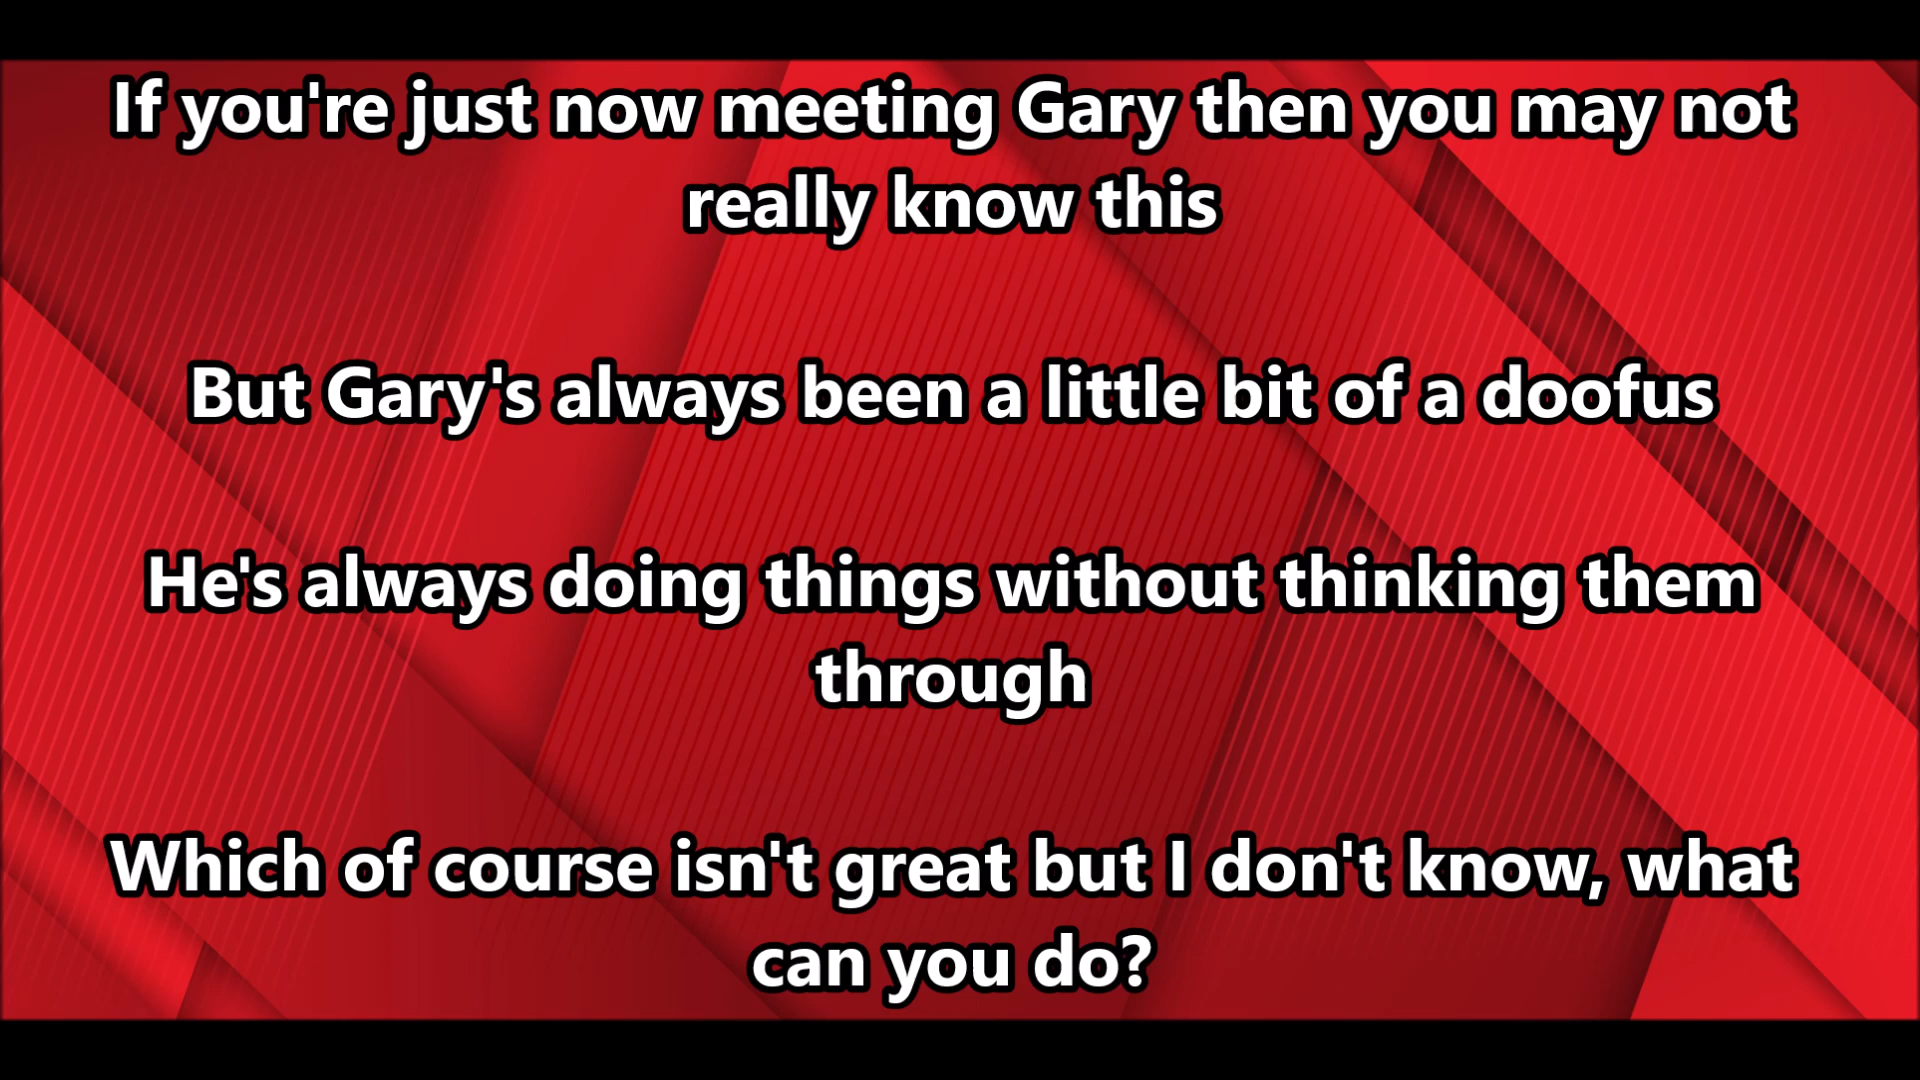 If you're just now meeting Gary then you may not
really know this
But Gary's always been a little bit of a doofus
He's always doing things without thinking them
through
Which of course isn't great but I don't know, what
can you do?